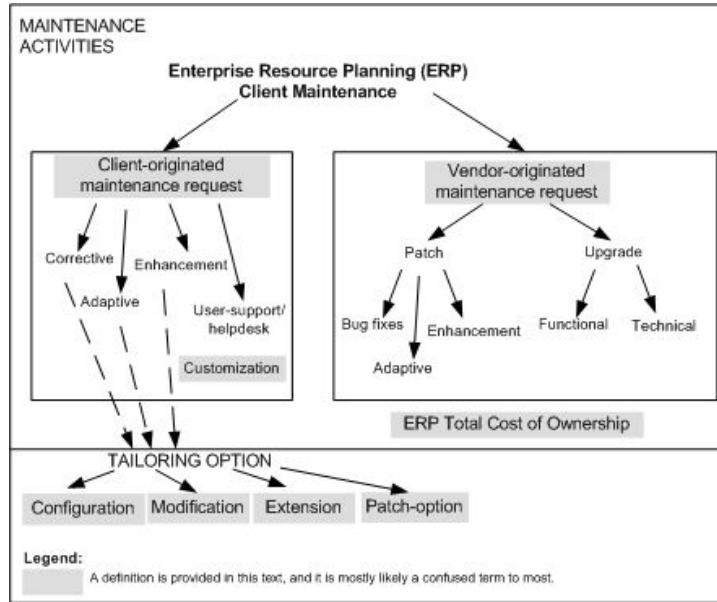 MAINTENANCE
ACTIVITIES
Enterprise Resource Planning (ERP)
Client Maintenance
Client-originated
maintenance request
Corrective
Adaptive
Enhancement
User-support/
helpdesk
Customization
Vendor-originated
maintenance request
Patch
Upgrade
Bug fixes
Adaptive
Enhancement
Functional
Technical
ERP Total Cost of Ownership
TAILORING OPTION
Configuration
Modification
Extension
Patch-option
Legend:
A definition is provided in this text, and it is mostly likely a confused term to most.